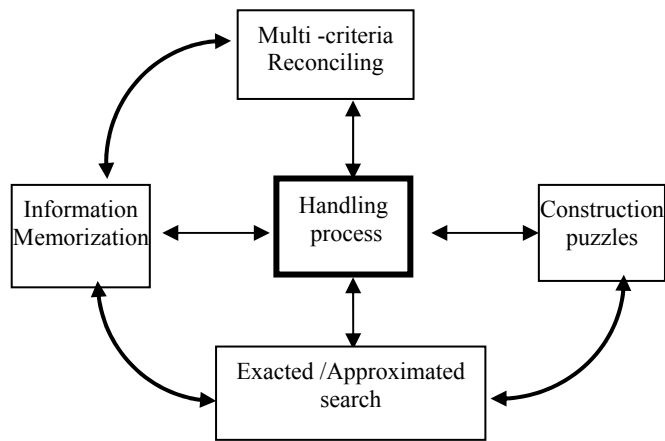 Multi -criteria
Reconciling
Information
Memorization
Handling
process
Construction
puzzles
Exacted /Approximated
search